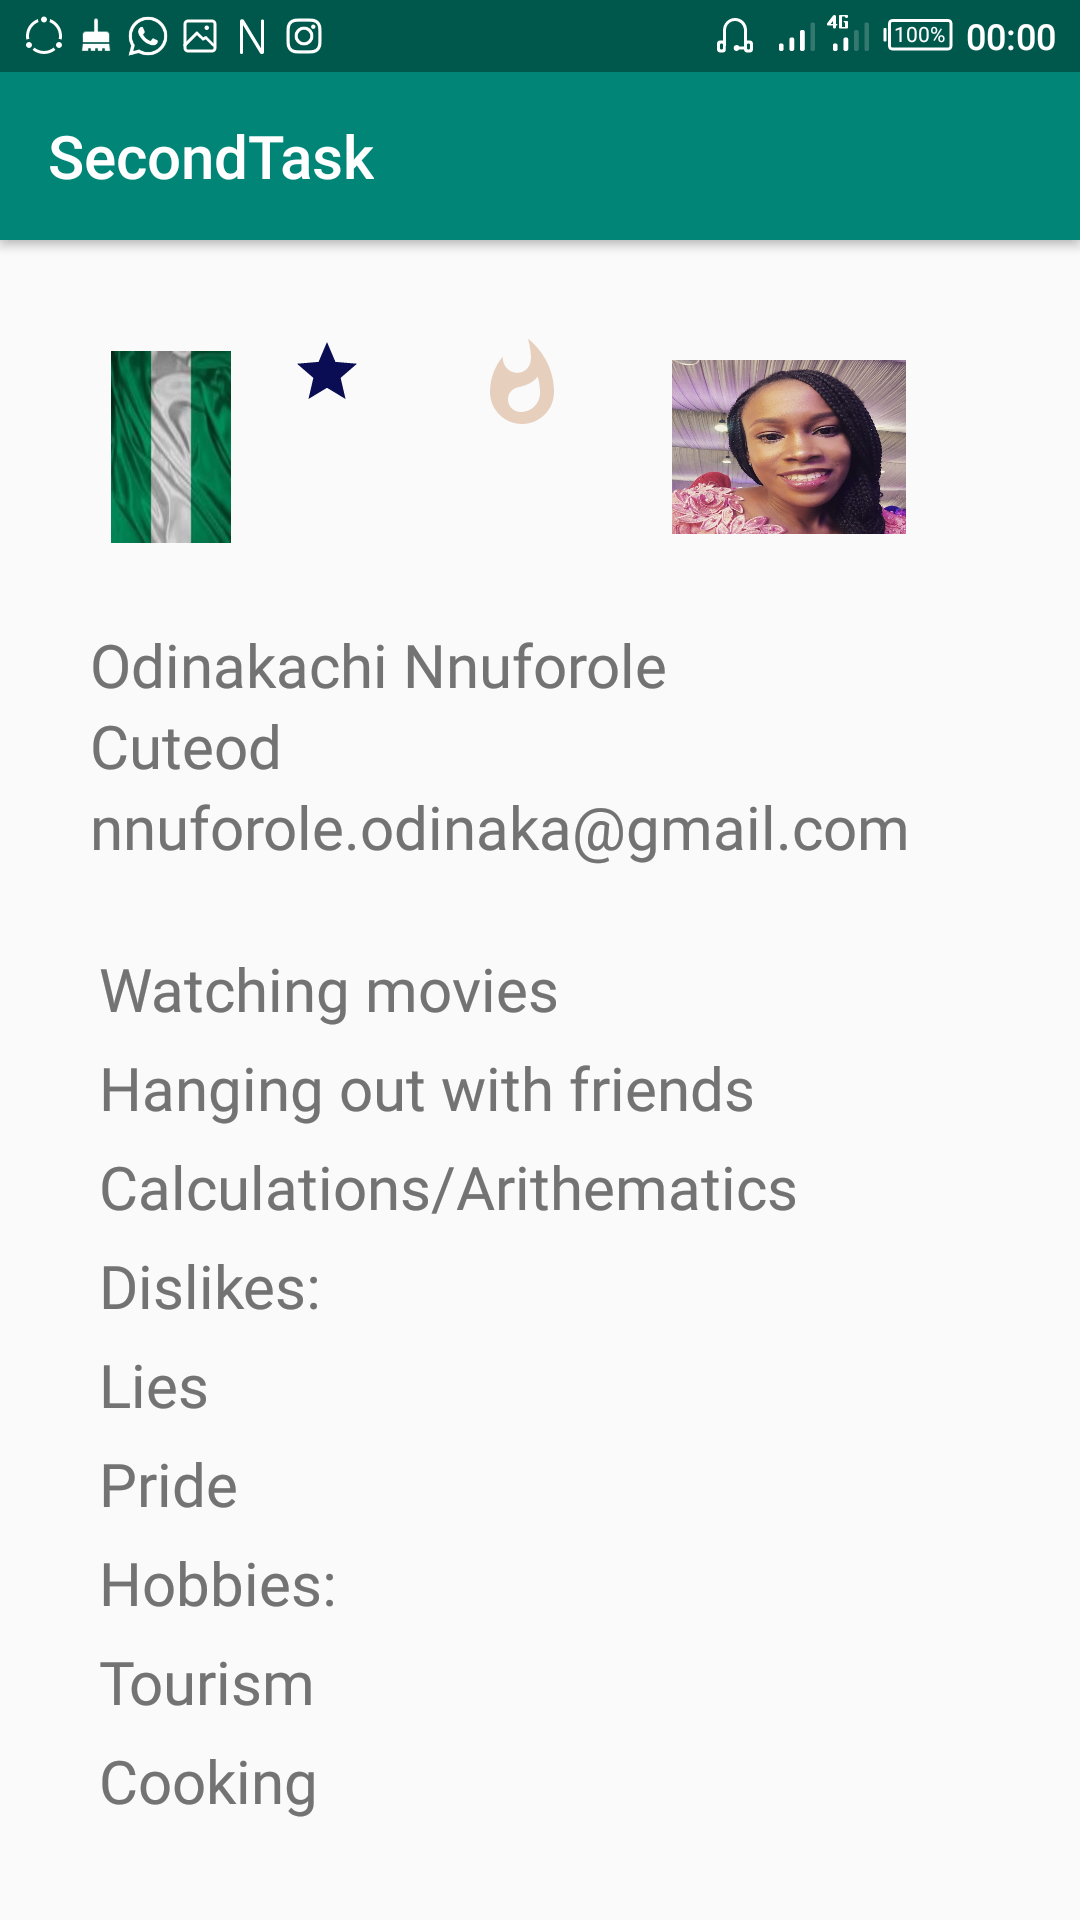 4G 100% 00:00
SecondTask
Odinakachi Nnuforole
Cuteod
nnuforole.odinaka@gmail.com
Watching movies
Hanging out with friends
Calculations/Arithematics
Dislikes:
Lies
Pride
Hobbies:
Tourism
Cooking